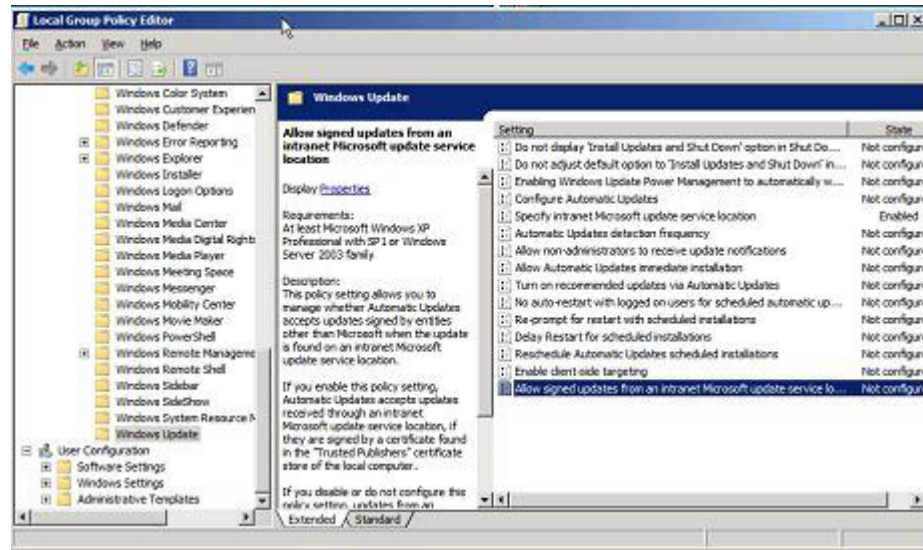 Local Group Policy Editor
File Action View Help
Windows Color System
Windows Customer Experien
Windows Defender
Windows Error Reporting
Windows Explorer
Windows Installer
Windows Logon Options
Windows Mail
Windows Media Center
Windows Media Digital Rights
Windows Media Player
Windows Meeting Space
Windows Messenger
Windows Mobility Center
Windows Movie Maker
Windows PowerShell
Windows Remote Manageme
Windows Remote Shell
Windows Sidebar
Windows SideShow
Windows System Resource M
Windows Update
User Configuration
Software Settings
Windows Settings
Administrative Templates
Windows Update
Allow signed updates from an
intranet Microsoft update service
location
Display Properties
Requirements:
At least Microsoft Windows XP
Professional with SP1 or Windows
Server 2003 family
Description:
This policy setting allows you to
manage whether Automatic Updates
accepts updates signed by entities
other than Microsoft when the update
is found on an intranet Microsoft
update service location.
If you enable this policy setting,
Automatic Updates accepts updates
received through an intranet
Microsoft update service location, if
they are signed by a certificate found
in the "Trusted Publishers" certificate
store of the local computer.
If you disable or do not configure this
policy setting, updates from an
Setting State
Do not display 'Install Updates and Shut Down' option in Shut Do... Not configur
Do not adjust default option to 'Install Updates and Shut Down' in... Not configur
Enabling Windows Update Power Management to automatically w... Not configur
Configure Automatic Updates Not configur
Specify intranet Microsoft update service location Enabled
Automatic Updates detection frequency Not configur
Allow non-administrators to receive update notifications Not configur
Allow Automatic Updates immediate installation Not configur
Turn on recommended updates via Automatic Updates Not configur
No auto-restart with logged on users for scheduled automatic up... Not configur
Re-prompt for restart with scheduled installations Not configur
Delay Restart for scheduled installations Not configur
Reschedule Automatic Updates scheduled installations Not configur
Enable client-side targeting Not configur
Allow signed updates from an intranet Microsoft update service lo... Not configur
Extended Standard